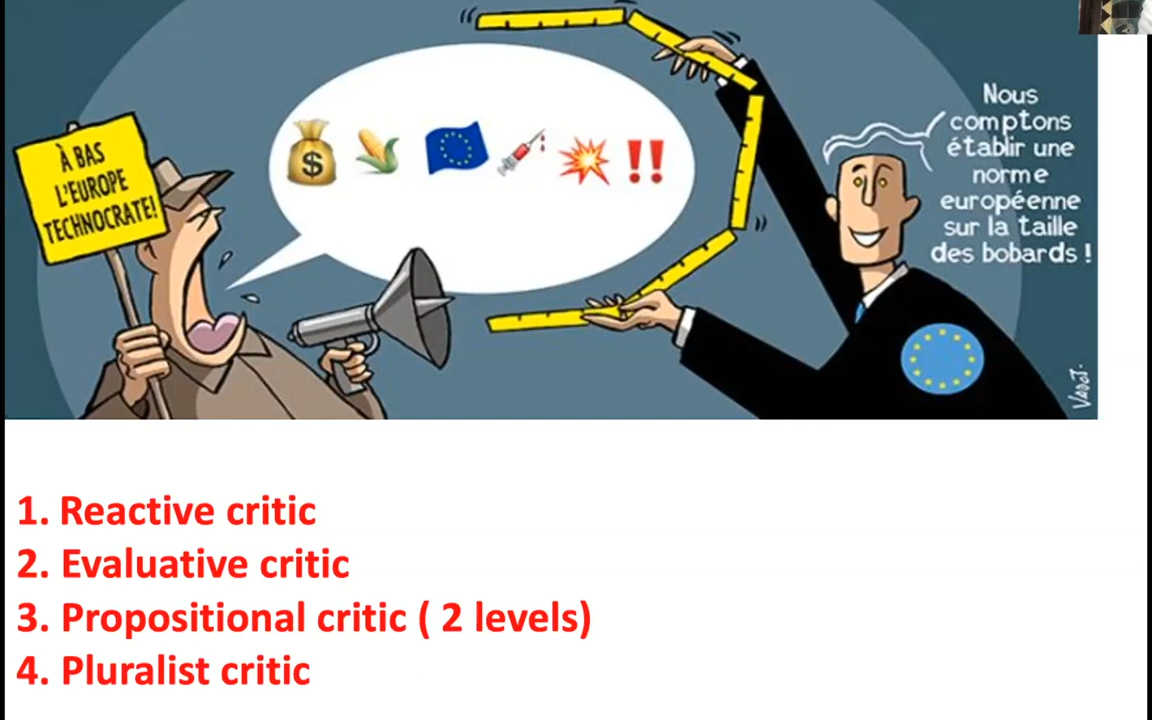 À BAS
L'EUROPE
TECHNOCRATE!
Nous
comptons
établir une
norme
européenne
sur la taille
des bobards !
VADOT.
1. Reactive critic
2. Evaluative critic
3. Propositional critic ( 2 levels)
4. Pluralist critic